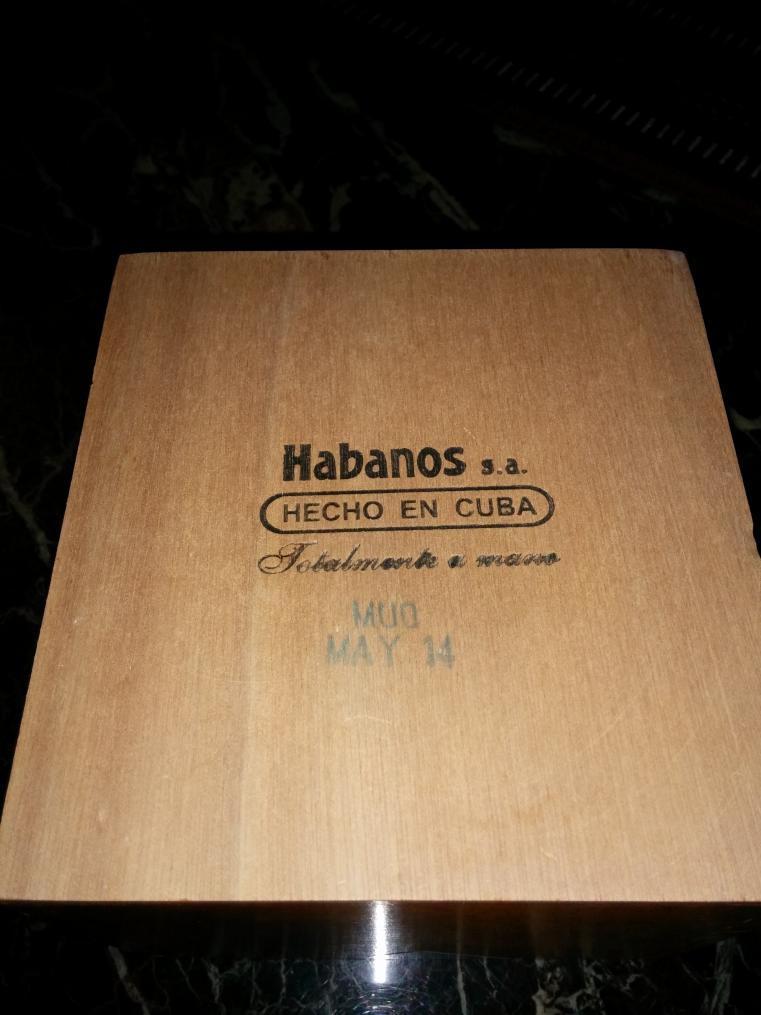 Habanos s.a.
HECHO EN CUBA
Totalmente a mano
MUO
MAY 14